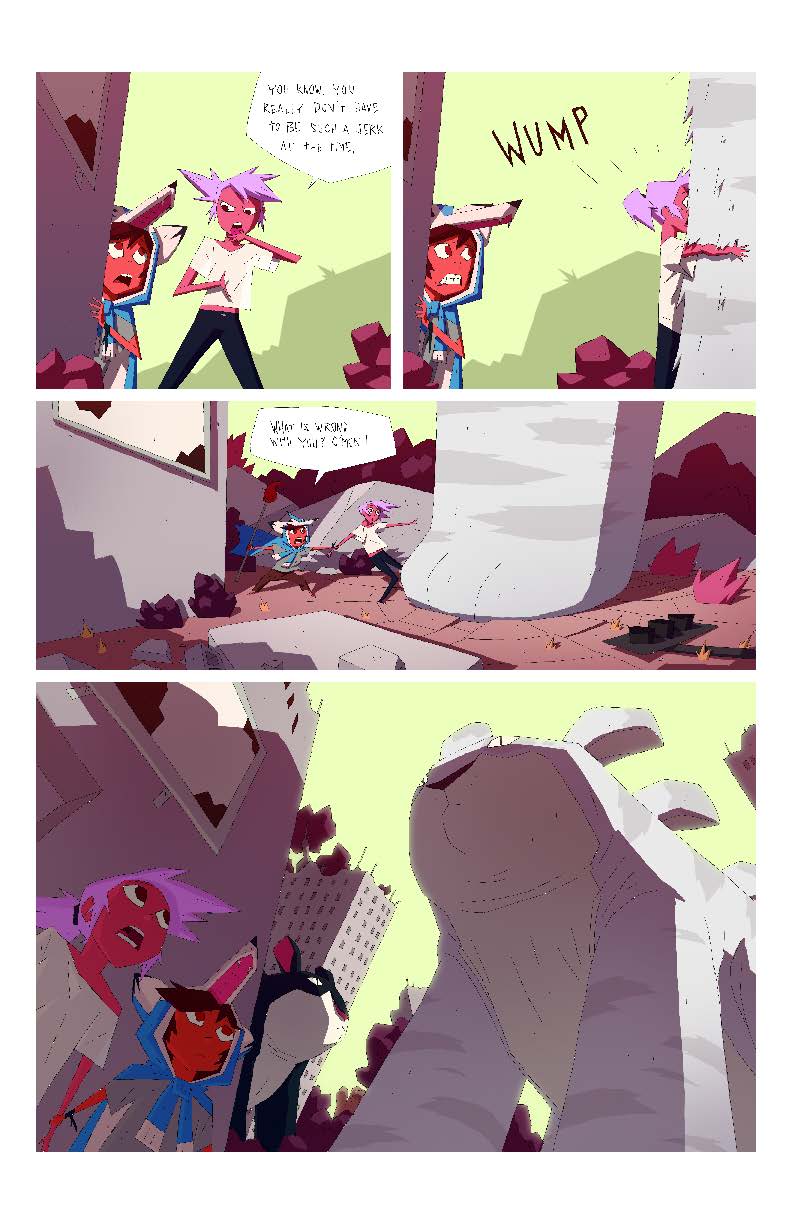 YOU KNOW, YOU
REALLY DON'T HAVE
TO BE SUCH A JERK
ALL THE TIME.
WUMP
WHAT IS WRONG
WITH YOU? C'MON!